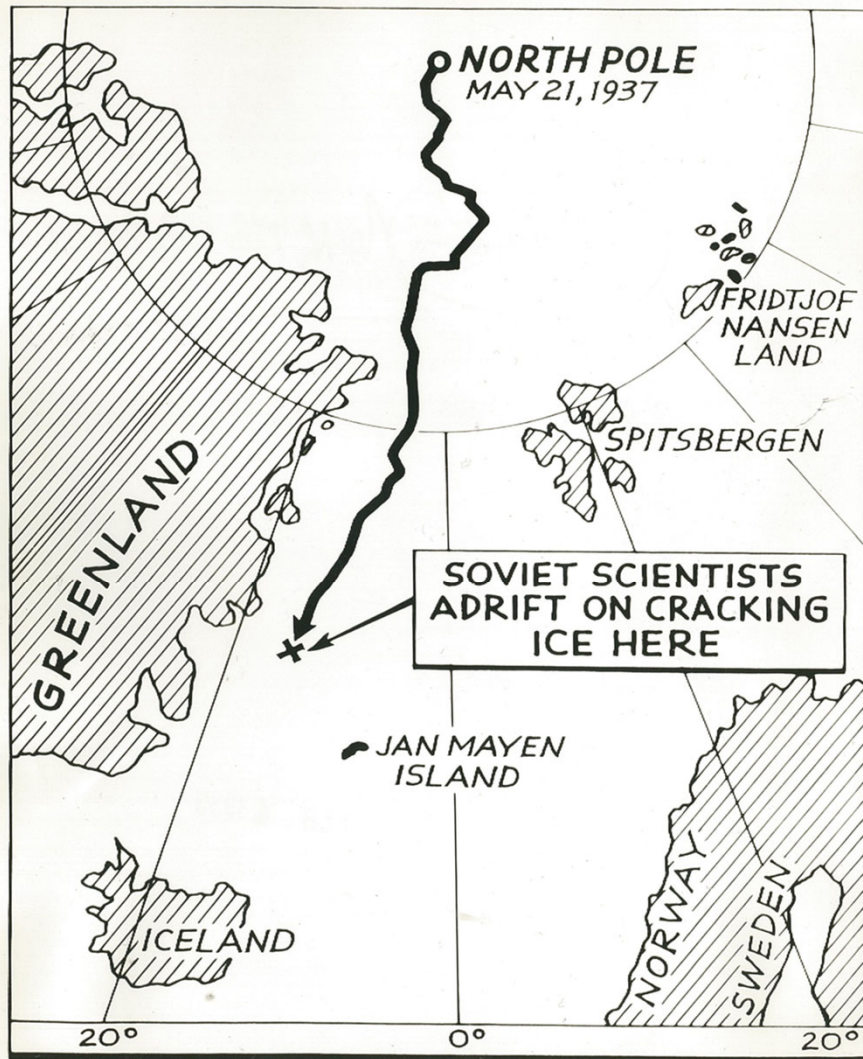 NORTH POLE
MAY 21, 1937
FRIDTJOF
NANSEN
LAND
SPITSBERGEN
GREENLAND
SOVIET SCIENTISTS
ADRIFT ON CRACKING
ICE HERE
JAN MAYEN
ISLAND
ICELAND
NORWAY
SWEDEN
20°
0°
20°